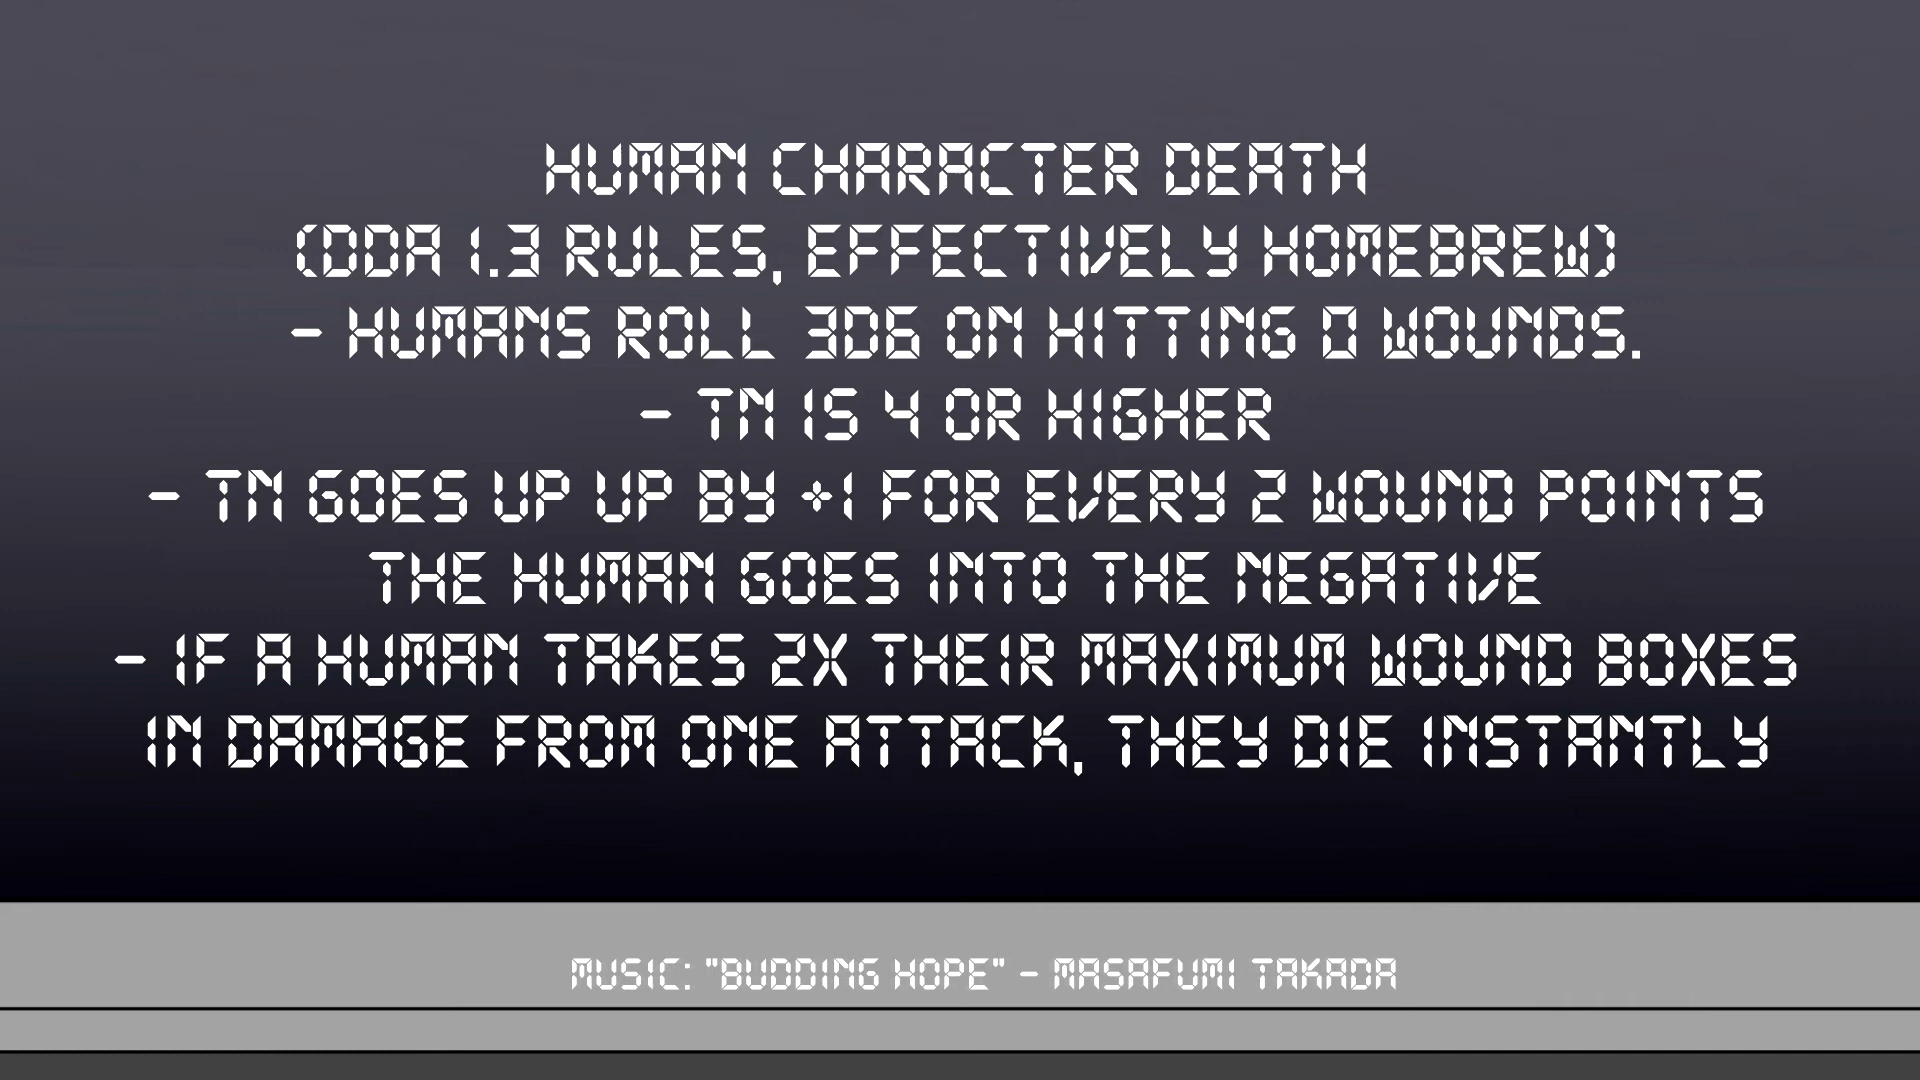 HUMAN CHARACTER DEATH
(DDA 1.3 RULES, EFFECTIVELY HOMEBREW)
- HUMANS ROLL 3D6 ON HITTING 0 WOUNDS.
- TN IS 4 OR HIGHER
- TN GOES UP UP BY +1 FOR EVERY 2 WOUND POINTS
THE HUMAN GOES INTO THE NEGATIVE
- IF A HUMAN TAKES 2X THEIR MAXIMUM WOUND BOXES
IN DAMAGE FROM ONE ATTACK, THEY DIE INSTANTLY
MUSIC: "BUDDING HOPE" - MASAFUMI TAKADA